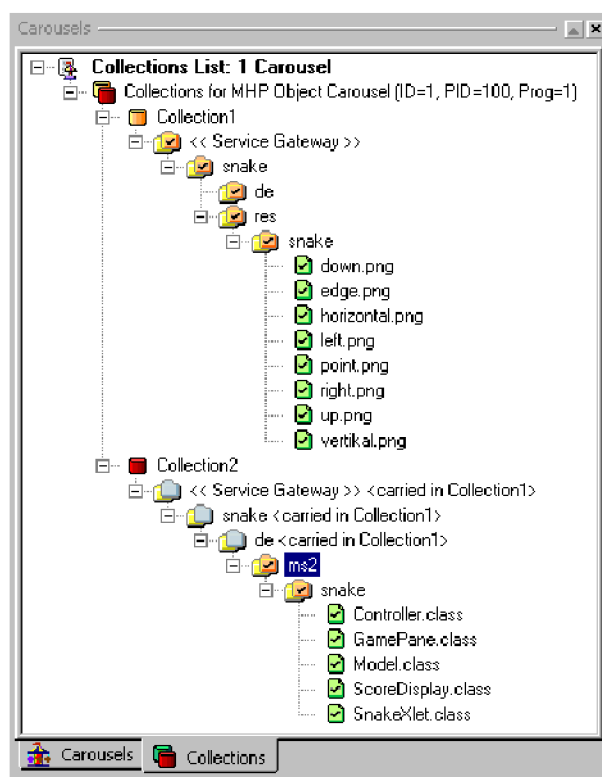 Carousels
Collections List: 1 Carousel
Collections for MHP Object Carousel (ID=1, PID=100, Prog=1)
Collection1
<< Service Gateway >>
snake
de
res
snake
down.png
edge.png
horizontal.png
left.png
point.png
right.png
up.png
vertikal.png
Collection2
<< Service Gateway >> <carried in Collection1>
snake <carried in Collection1>
de <carried in Collection1>
ms2
snake
Controller.class
GamePane.class
Model.class
ScoreDisplay.class
SnakeXlet.class
Carousels Collections